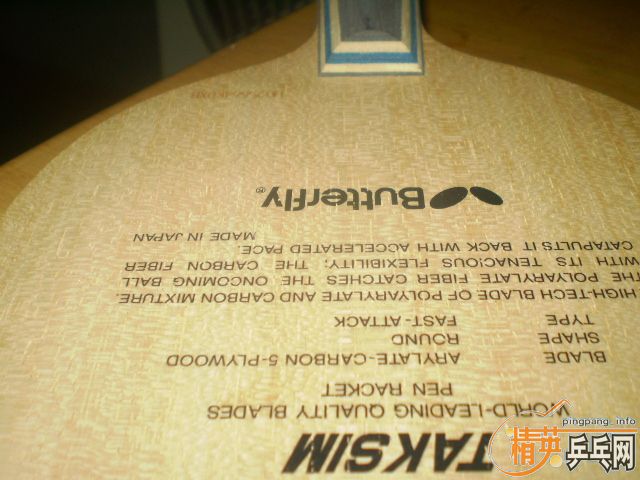 TAKSIM
WORLD-LEADING QUALITY BLADES
PEN RACKET
BLADE ARYLATE-CARBON 5-PLYWOOD
SHAPE ROUND
TYPE FAST-ATTACK
HIGH-TECH BLADE OF POLYARYLATE AND CARBON MIXTURE.
THE POLYARYLATE FIBER CATCHES THE ONCOMING BALL
WITH ITS TENACIOUS FLEXIBILITY; THE CARBON FIBER
CATAPULTS IT BACK WITH ACCELERATED PACE.
MADE IN JAPAN
Butterfly®
pingpang.info
精英乒乓网